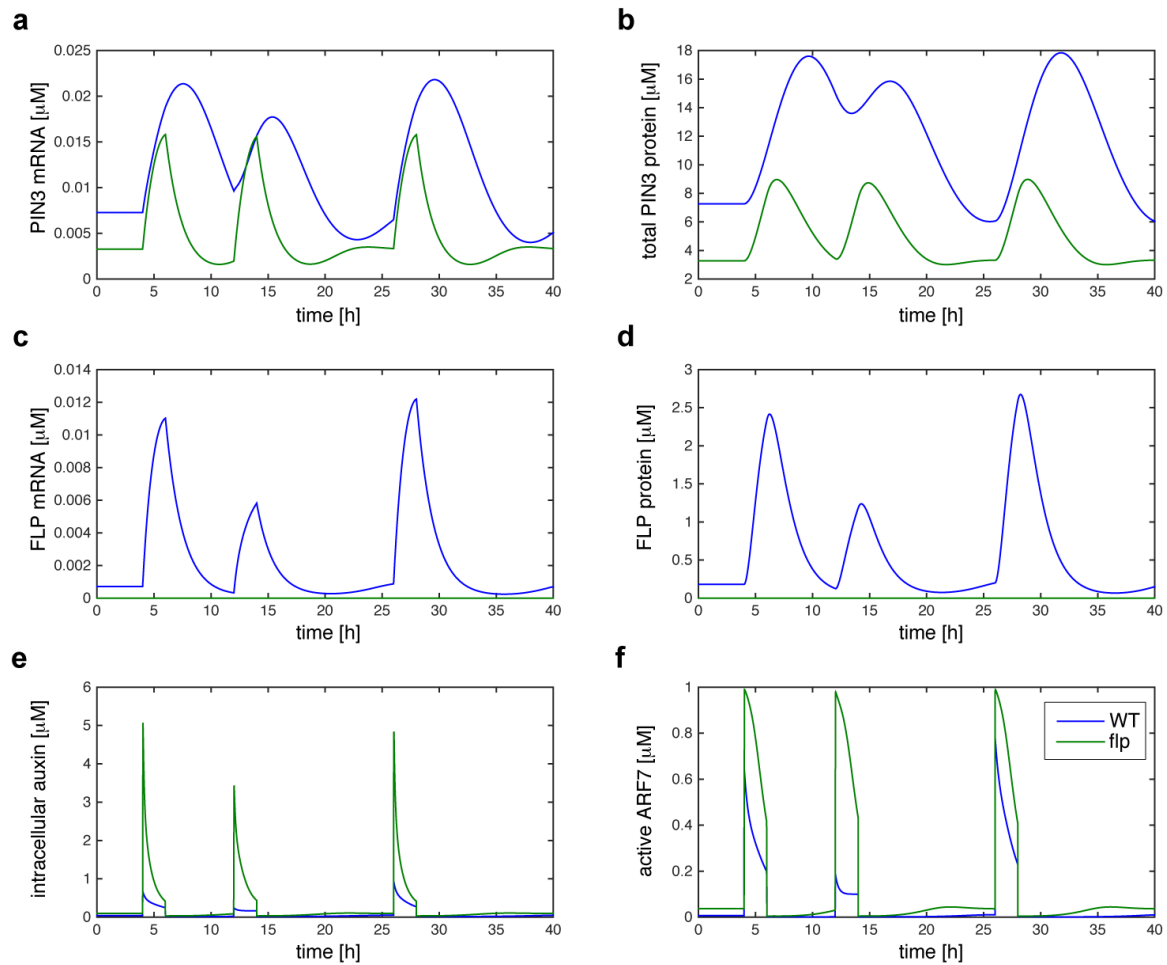 a
PIN3 mRNA [µM]
0.025
0.02
0.015
0.01
0.005
0
0 5 10 15 20 25 30 35 40
time [h]
b
total PIN3 protein [µM]
18
16
14
12
10
8
6
4
2
0 5 10 15 20 25 30 35 40
time [h]
c
FLP mRNA [µM]
0.014
0.012
0.01
0.008
0.006
0.004
0.002
0
0 5 10 15 20 25 30 35 40
time [h]
d
FLP protein [µM]
3
2.5
2
1.5
1
0.5
0
0 5 10 15 20 25 30 35 40
time [h]
e
intracellular auxin [µM]
6
5
4
3
2
1
0
0 5 10 15 20 25 30 35 40
time [h]
f
active ARF7 [µM]
1
0.8
0.6
0.4
0.2
0
0 5 10 15 20 25 30 35 40
time [h]
WT
flp